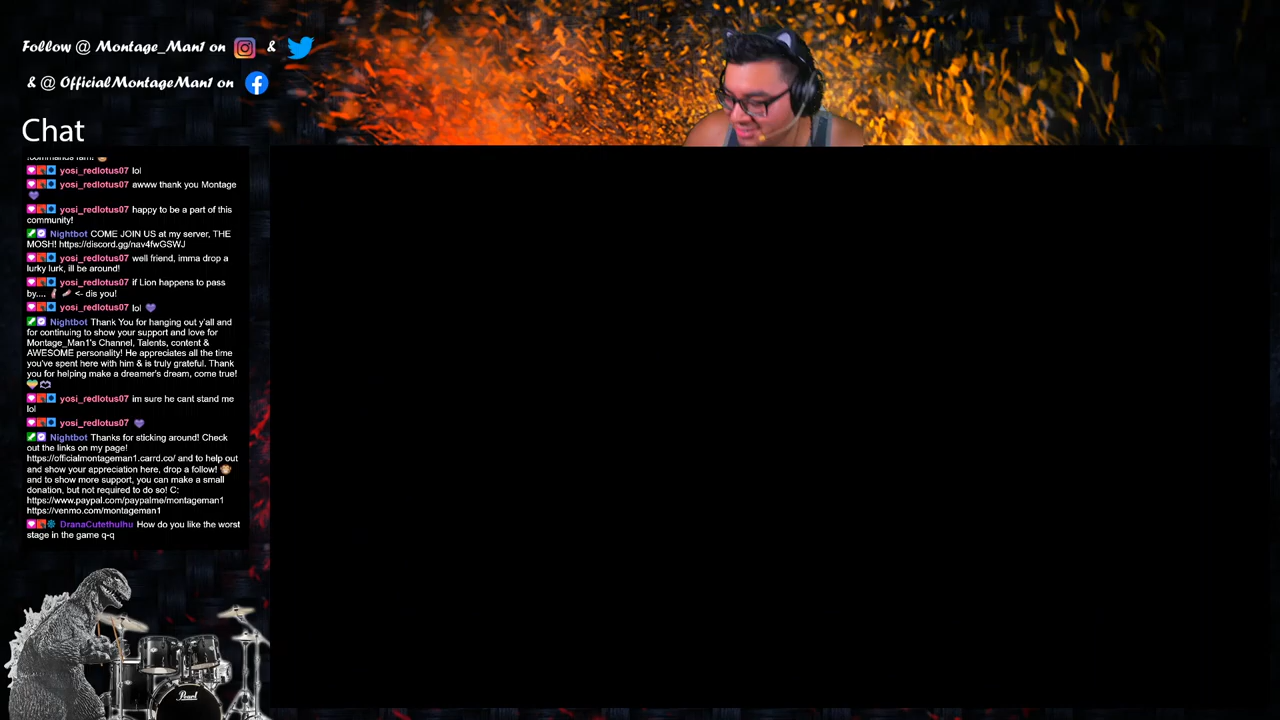 Follow @ Montage_Man1 on &
& @ OfficialMontageMan1 on
Chat
!commands fam!
yosi_redlotus07 lol
yosi_redlotus07 awww thank you Montage
yosi_redlotus07 happy to be a part of this
community!
Nightbot COME JOIN US at my server, THE
MOSH! https://discord.gg/nav4fwGSWJ
yosi_redlotus07 well friend, imma drop a
lurky lurk, ill be around!
yosi_redlotus07 if Lion happens to pass
by.... <- dis you!
yosi_redlotus07 lol
Nightbot Thank You for hanging out y'all and
for continuing to show your support and love for
Montage_Man1's Channel, Talents, content &
AWESOME personality! He appreciates all the time
you've spent here with him & is truly grateful. Thank
you for helping make a dreamer's dream, come true!
yosi_redlotus07 im sure he cant stand me
lol
yosi_redlotus07
Nightbot Thanks for sticking around! Check
out the links on my page!
https://officialmontageman1.carrd.co/ and to help out
and show your appreciation here, drop a follow!
and to show more support, you can make a small
donation, but not required to do so! C:
https://www.paypal.com/paypalme/montageman1
https://venmo.com/montageman1
DranaCutethulhu How do you like the worst
stage in the game q-q
Pearl